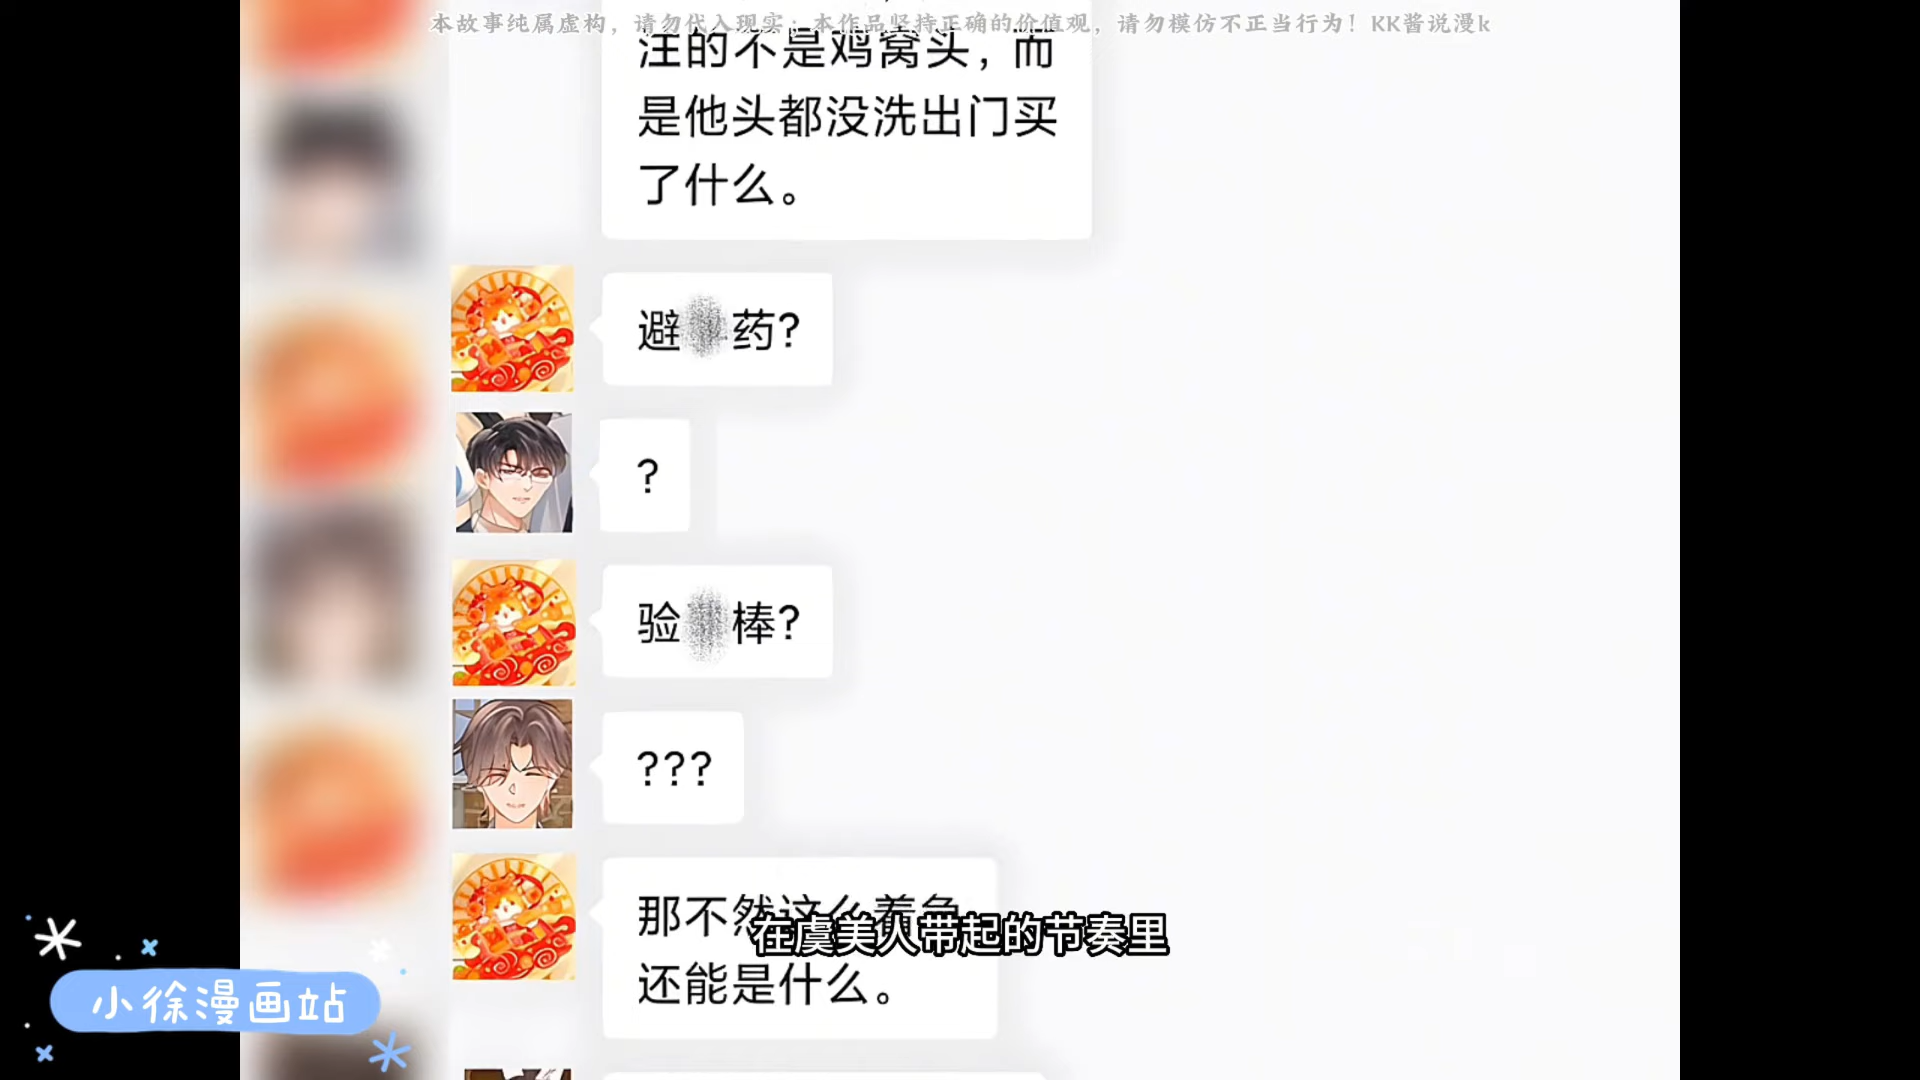 本故事纯属虚构，请勿代入现实；本作品坚持正确的价值观，请勿模仿不正当行为！KK酱说漫k
注的不是鸡窝头，而
是他头都没洗出门买
了什么。
避 药?
?
验 棒?
???
那不然这么着急
还能是什么。
在虞美人带起的节奏里
小徐漫画站